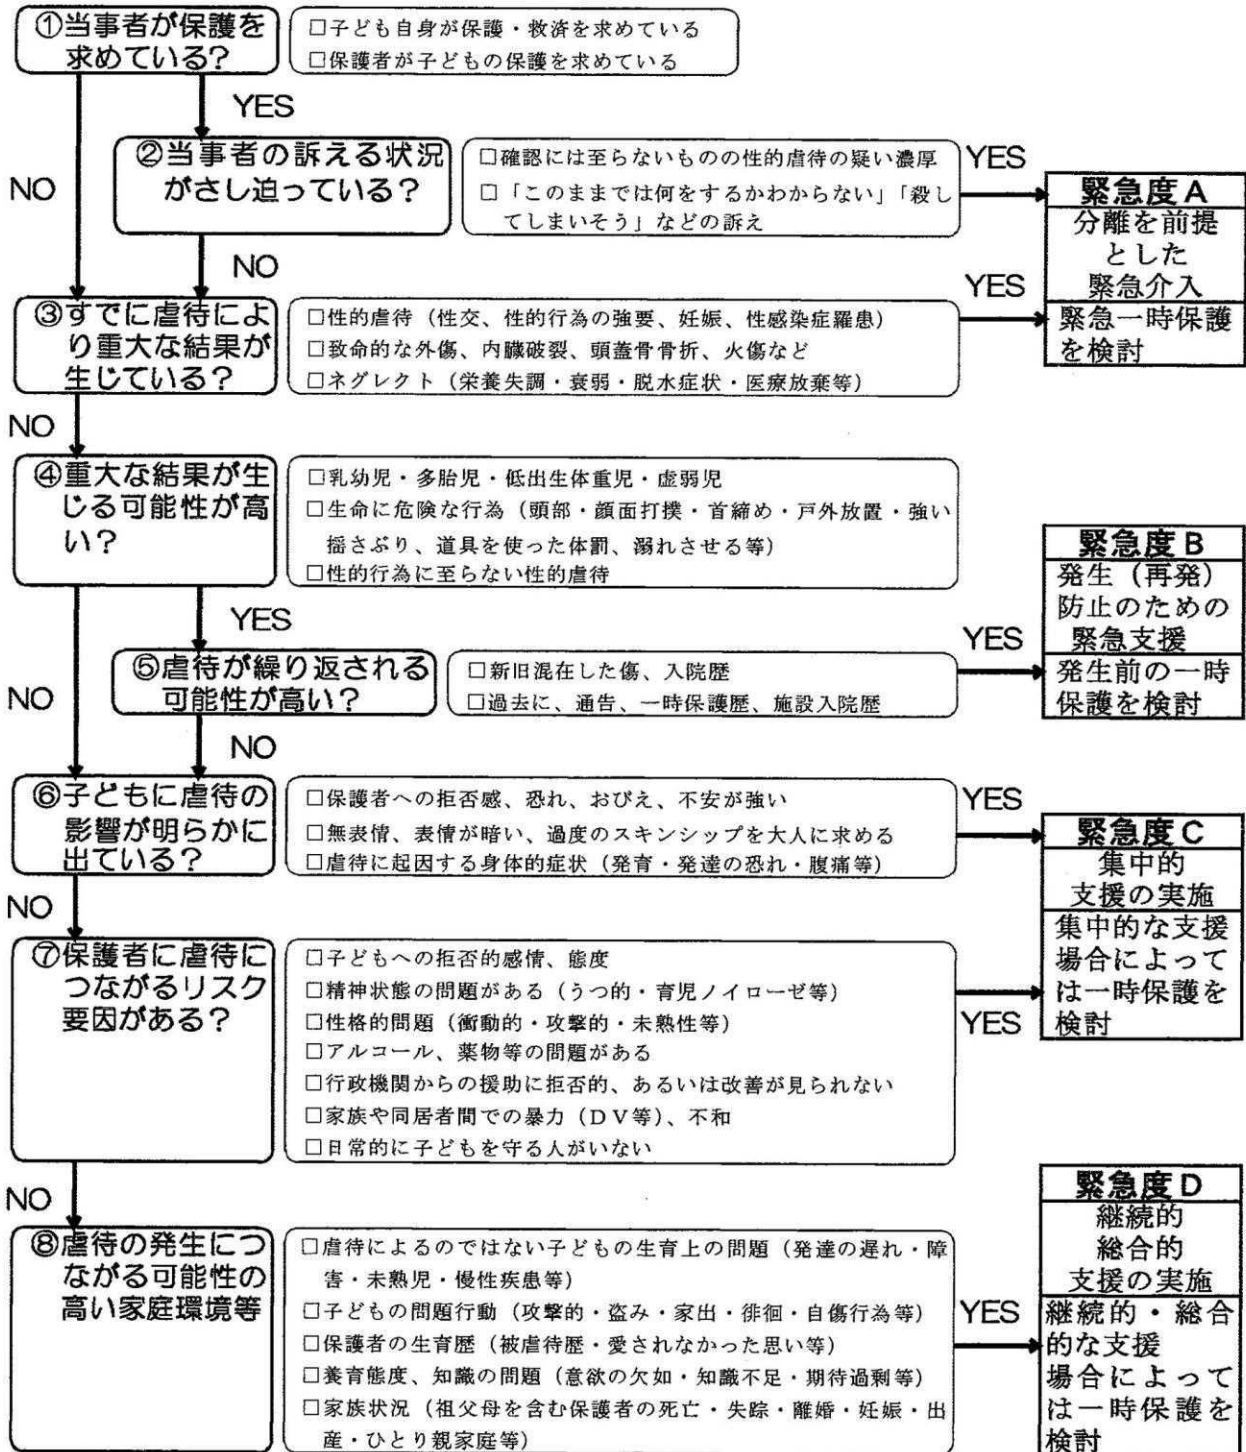 ①当事者が保護を
求めている?
□子ども自身が保護・救済を求めている
□保護者が子どもの保護を求めている
YES
NO
②当事者の訴える状況
がさし迫っている?
□確認には至らないものの性的虐待の疑い濃厚
□「このままでは何をするかわからない」「殺し
てしまいそう」などの訴え
YES
NO
緊急度A
分離を前提
とした
緊急介入
緊急一時保護
を検討
③すでに虐待によ
り重大な結果が
生じている?
□性的虐待(性交、性的行為の強要、妊娠、性感染症罹患)
□致命的な外傷、内臓破裂、頭蓋骨骨折、火傷など
□ネグレクト(栄養失調・衰弱・脱水症状・医療放棄等)
YES
NO
④重大な結果が生
じる可能性が高
い?
□乳幼児・多胎児・低出生体重児・虚弱児
□生命に危険な行為(頭部・顔面打撲・首締め・戸外放置・強い
揺さぶり、道具を使った体罰、溺れさせる等)
□性的行為に至らない性的虐待
YES
NO
⑤虐待が繰り返される
可能性が高い?
□新旧混在した傷、入院歴
□過去に、通告、一時保護歴、施設入院歴
YES
NO
緊急度B
発生(再発)
防止のための
緊急支援
発生前の一時
保護を検討
⑥子どもに虐待の
影響が明らかに
出ている?
□保護者への拒否感、恐れ、おびえ、不安が強い
□無表情、表情が暗い、過度のスキンシップを大人に求める
□虐待に起因する身体的症状(発育・発達の恐れ・腹痛等)
YES
NO
緊急度C
集中的
支援の実施
集中的な支援
場合によって
は一時保護を
検討
⑦保護者に虐待に
つながるリスク
要因がある?
□子どもへの拒否的感情、態度
□精神状態の問題がある(うつ的・育児ノイローゼ等)
□性格的問題(衝動的・攻撃的・未熟性等)
□アルコール、薬物等の問題がある
□行政機関からの援助に拒否的、あるいは改善が見られない
□家族や同居者間での暴力(DV等)、不和
□日常的に子どもを守る人がいない
YES
NO
⑧虐待の発生につ
ながる可能性の
高い家庭環境等
□虐待によるのではない子どもの生育上の問題(発達の遅れ・障
害・未熟児・慢性疾患等)
□子どもの問題行動(攻撃的・盗み・家出・徘徊・自傷行為等)
□保護者の生育歴(被虐待歴・愛されなかった思い等)
□養育態度、知識の問題(意欲の欠如・知識不足・期待過剰等)
□家族状況(祖父母を含む保護者の死亡・失踪・離婚・妊娠・出
産・ひとり親家庭等)
YES
緊急度D
継続的
総合的
支援の実施
継続的・総合
的な支援
場合によって
は一時保護を
検討